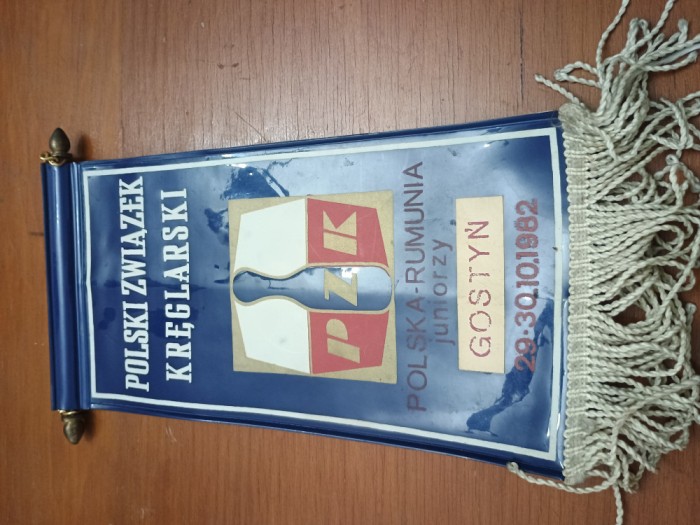 POLSKI ZWIĄZEK
KRĘGLARSKI
PZK
POLSKA-RUMUNIA
juniorzy
GOSTYŃ
29-30.10.1982